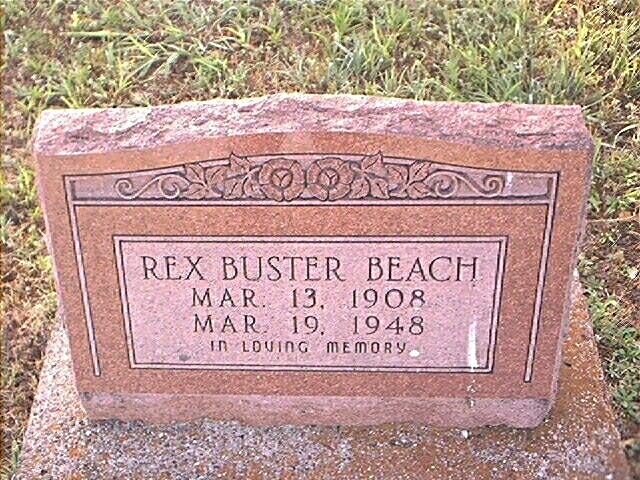 REX BUSTER BEACH
MAR. 13, 1908
MAR. 19, 1948
IN LOVING MEMORY